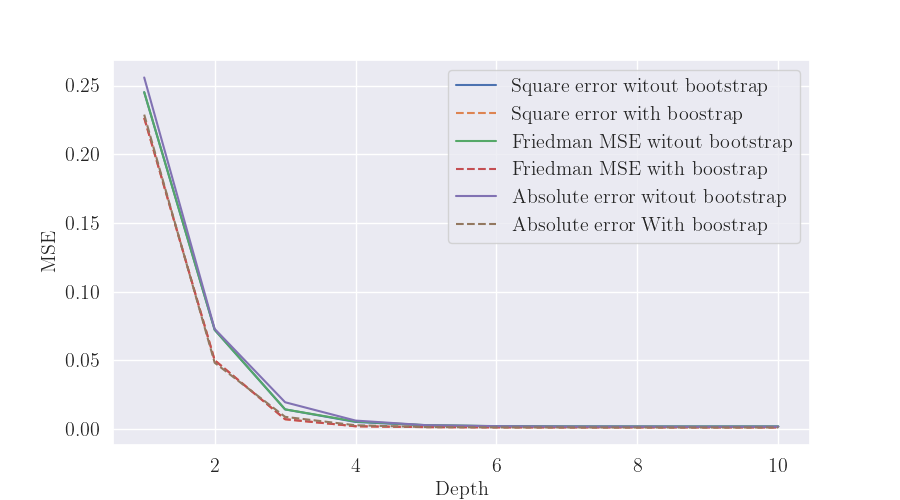 0.25
0.20
0.15
0.10
0.05
0.00
MSE
Square error witout bootstrap
Square error with boostrap
Friedman MSE witout bootstrap
Friedman MSE with boostrap
Absolute error witout bootstrap
Absolute error With boostrap
2
4
6
8
10
Depth